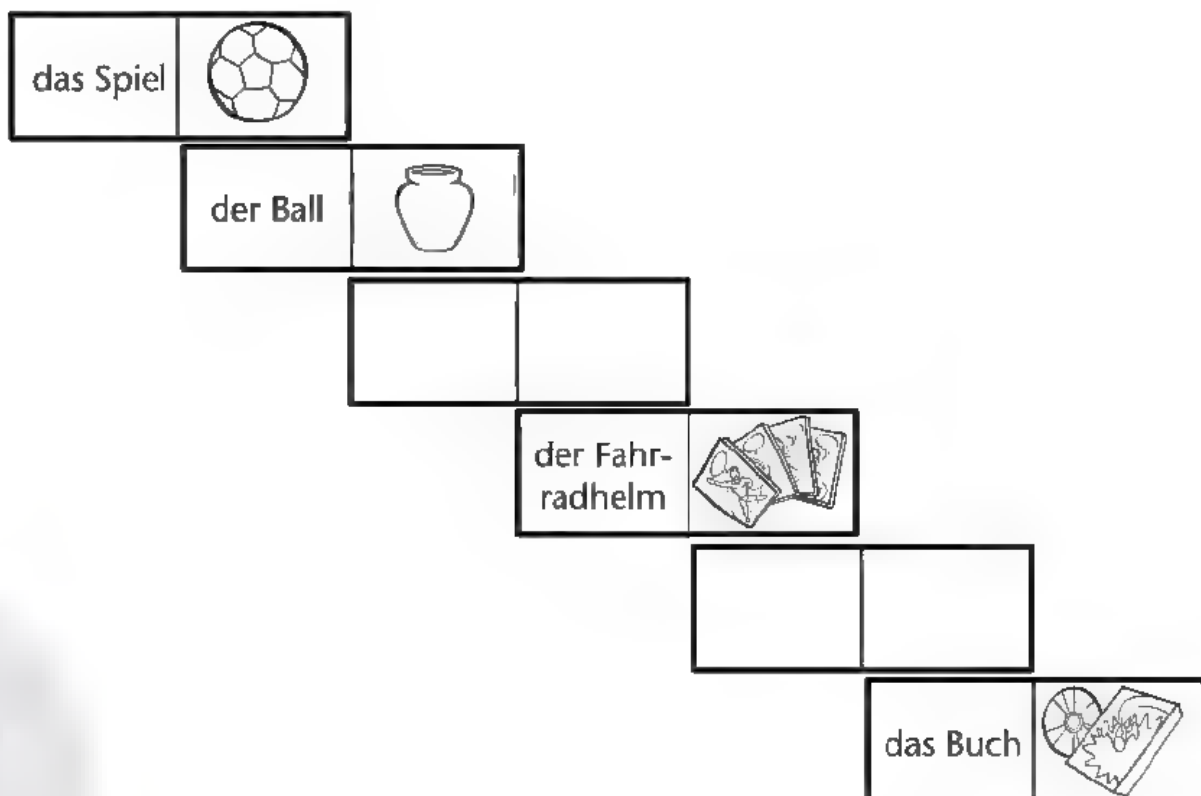 das Spiel
der Ball
der Fahr-
radhelm
das Buch